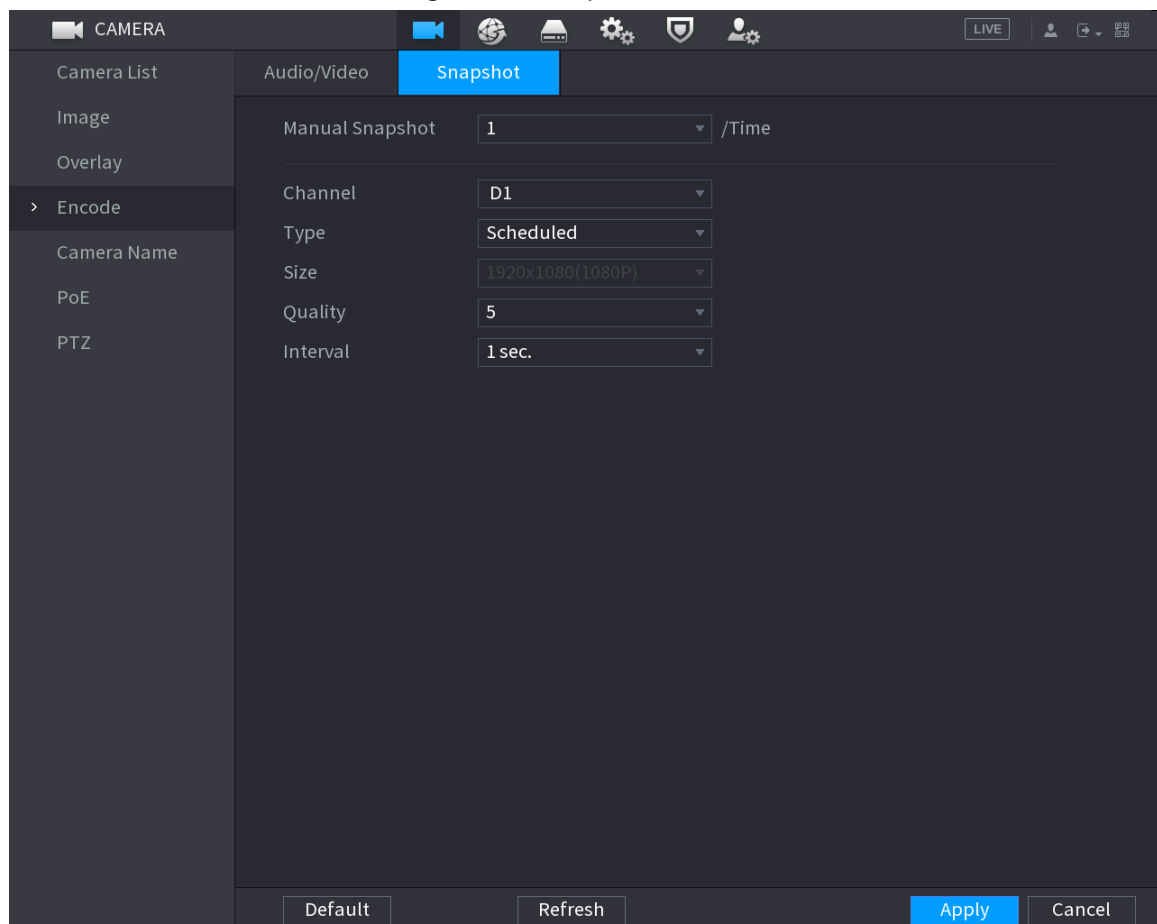 CAMERA
LIVE
Camera List
Image
Overlay
Encode
Camera Name
PoE
PTZ
Audio/Video
Snapshot
Manual Snapshot 1 /Time
Channel D1
Type Scheduled
Size 1920x1080(1080P)
Quality 5
Interval 1 sec.
Default Refresh Apply Cancel